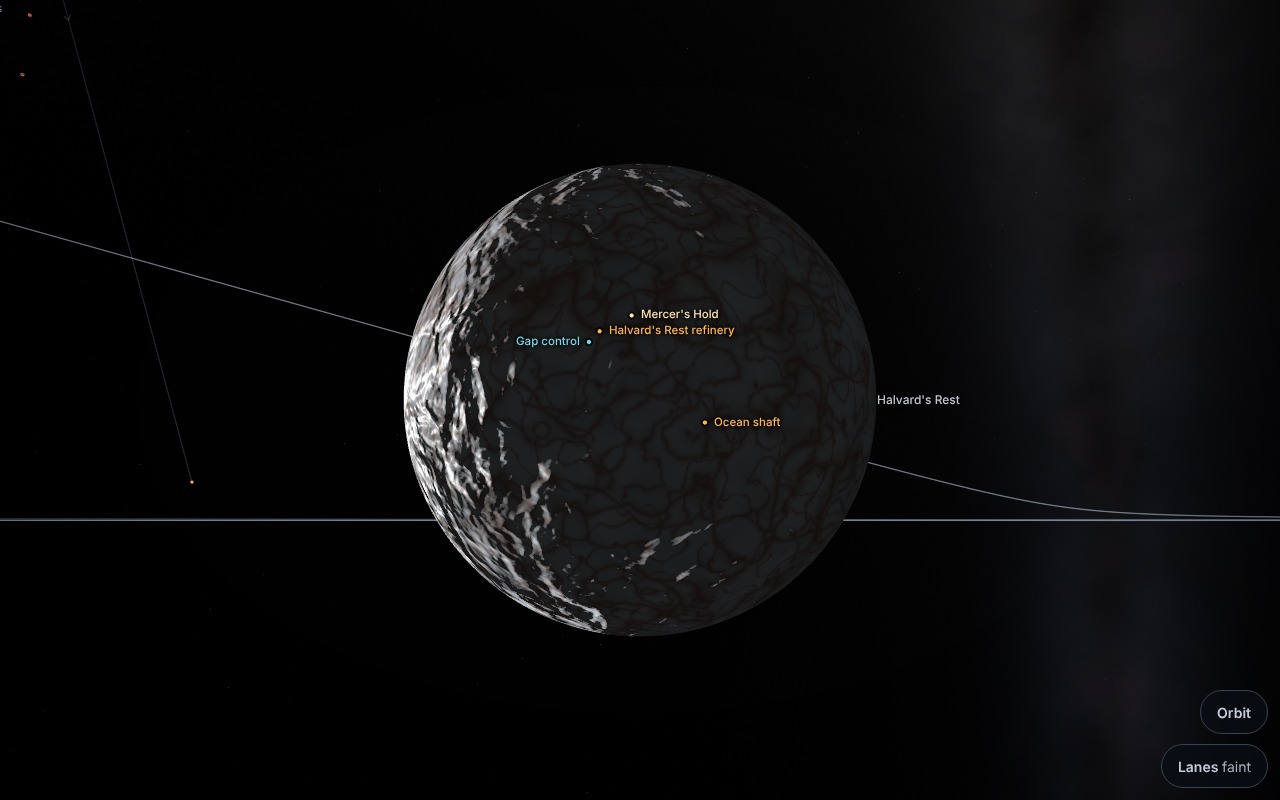 Mercer's Hold
Halvard's Rest refinery
Gap control
Halvard's Rest
Ocean shaft
Orbit
Lanes faint